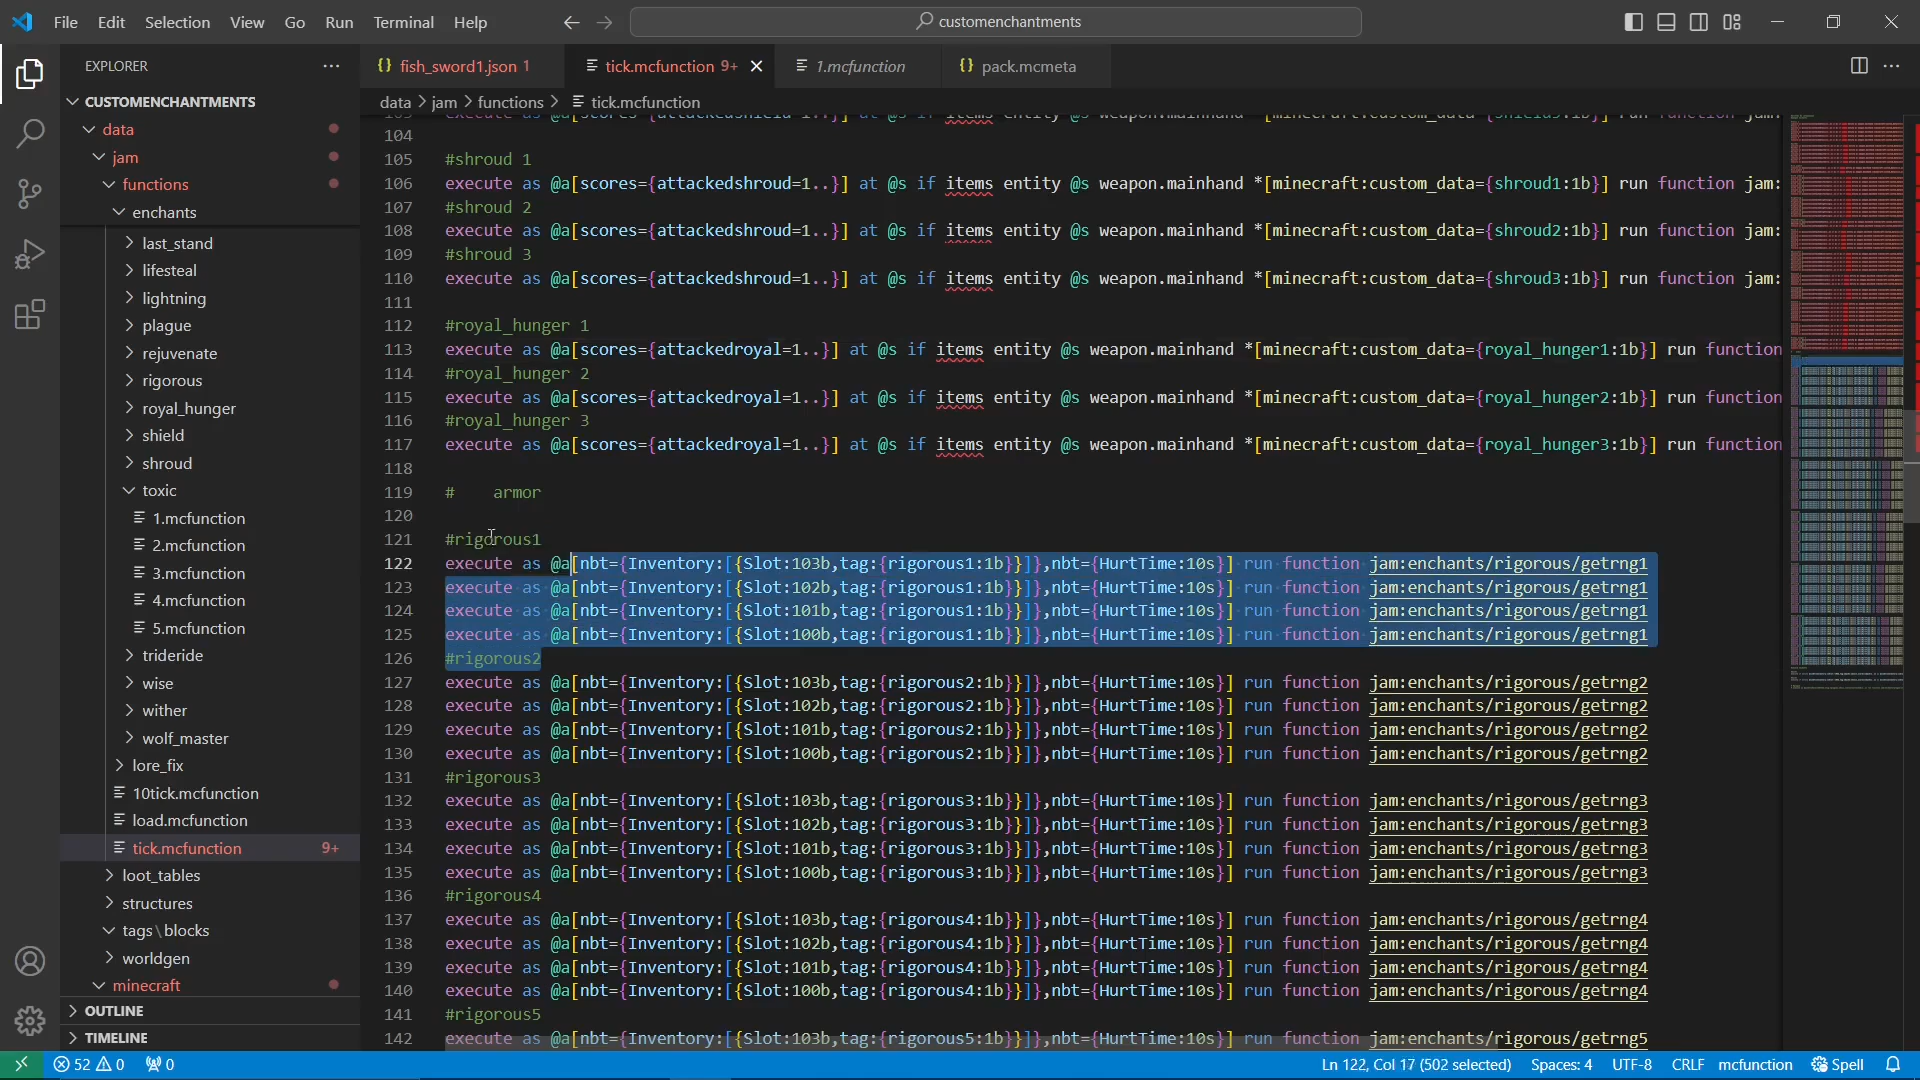 File Edit Selection View Go Run Terminal Help
customenchantments
EXPLORER
CUSTOMENCHANTMENTS
data
jam
functions
enchants
last_stand
lifesteal
lightning
plague
rejuvenate
rigorous
royal_hunger
shield
shroud
toxic
1.mcfunction
2.mcfunction
3.mcfunction
4.mcfunction
5.mcfunction
trideride
wise
wither
wolf_master
lore_fix
10tick.mcfunction
load.mcfunction
tick.mcfunction 9+
loot_tables
structures
tags\blocks
worldgen
minecraft
OUTLINE
TIMELINE
fish_sword1.json 1 tick.mcfunction 9+ 1.mcfunction pack.mcmeta
data > jam > functions > tick.mcfunction
103 execute as @a[scores={attackedshield=1..}] at @s if items entity @s weapon.mainhand *[minecraft:custom_data={shield3:1b}] run function jam:
104
105 #shroud 1
106 execute as @a[scores={attackedshroud=1..}] at @s if items entity @s weapon.mainhand *[minecraft:custom_data={shroud1:1b}] run function jam:
107 #shroud 2
108 execute as @a[scores={attackedshroud=1..}] at @s if items entity @s weapon.mainhand *[minecraft:custom_data={shroud2:1b}] run function jam:
109 #shroud 3
110 execute as @a[scores={attackedshroud=1..}] at @s if items entity @s weapon.mainhand *[minecraft:custom_data={shroud3:1b}] run function jam:
111
112 #royal_hunger 1
113 execute as @a[scores={attackedroyal=1..}] at @s if items entity @s weapon.mainhand *[minecraft:custom_data={royal_hunger1:1b}] run function
114 #royal_hunger 2
115 execute as @a[scores={attackedroyal=1..}] at @s if items entity @s weapon.mainhand *[minecraft:custom_data={royal_hunger2:1b}] run function
116 #royal_hunger 3
117 execute as @a[scores={attackedroyal=1..}] at @s if items entity @s weapon.mainhand *[minecraft:custom_data={royal_hunger3:1b}] run function
118
119 #    armor
120
121 #rigorous1
122 execute as @a[nbt={Inventory:[{Slot:103b,tag:{rigorous1:1b}}]},nbt={HurtTime:10s}] run function jam:enchants/rigorous/getrng1
123 execute as @a[nbt={Inventory:[{Slot:102b,tag:{rigorous1:1b}}]},nbt={HurtTime:10s}] run function jam:enchants/rigorous/getrng1
124 execute as @a[nbt={Inventory:[{Slot:101b,tag:{rigorous1:1b}}]},nbt={HurtTime:10s}] run function jam:enchants/rigorous/getrng1
125 execute as @a[nbt={Inventory:[{Slot:100b,tag:{rigorous1:1b}}]},nbt={HurtTime:10s}] run function jam:enchants/rigorous/getrng1
126 #rigorous2
127 execute as @a[nbt={Inventory:[{Slot:103b,tag:{rigorous2:1b}}]},nbt={HurtTime:10s}] run function jam:enchants/rigorous/getrng2
128 execute as @a[nbt={Inventory:[{Slot:102b,tag:{rigorous2:1b}}]},nbt={HurtTime:10s}] run function jam:enchants/rigorous/getrng2
129 execute as @a[nbt={Inventory:[{Slot:101b,tag:{rigorous2:1b}}]},nbt={HurtTime:10s}] run function jam:enchants/rigorous/getrng2
130 execute as @a[nbt={Inventory:[{Slot:100b,tag:{rigorous2:1b}}]},nbt={HurtTime:10s}] run function jam:enchants/rigorous/getrng2
131 #rigorous3
132 execute as @a[nbt={Inventory:[{Slot:103b,tag:{rigorous3:1b}}]},nbt={HurtTime:10s}] run function jam:enchants/rigorous/getrng3
133 execute as @a[nbt={Inventory:[{Slot:102b,tag:{rigorous3:1b}}]},nbt={HurtTime:10s}] run function jam:enchants/rigorous/getrng3
134 execute as @a[nbt={Inventory:[{Slot:101b,tag:{rigorous3:1b}}]},nbt={HurtTime:10s}] run function jam:enchants/rigorous/getrng3
135 execute as @a[nbt={Inventory:[{Slot:100b,tag:{rigorous3:1b}}]},nbt={HurtTime:10s}] run function jam:enchants/rigorous/getrng3
136 #rigorous4
137 execute as @a[nbt={Inventory:[{Slot:103b,tag:{rigorous4:1b}}]},nbt={HurtTime:10s}] run function jam:enchants/rigorous/getrng4
138 execute as @a[nbt={Inventory:[{Slot:102b,tag:{rigorous4:1b}}]},nbt={HurtTime:10s}] run function jam:enchants/rigorous/getrng4
139 execute as @a[nbt={Inventory:[{Slot:101b,tag:{rigorous4:1b}}]},nbt={HurtTime:10s}] run function jam:enchants/rigorous/getrng4
140 execute as @a[nbt={Inventory:[{Slot:100b,tag:{rigorous4:1b}}]},nbt={HurtTime:10s}] run function jam:enchants/rigorous/getrng4
141 #rigorous5
142 execute as @a[nbt={Inventory:[{Slot:103b,tag:{rigorous5:1b}}]},nbt={HurtTime:10s}] run function jam:enchants/rigorous/getrng5
52 0 0 Ln 122, Col 17 (502 selected) Spaces: 4 UTF-8 CRLF mcfunction Spell